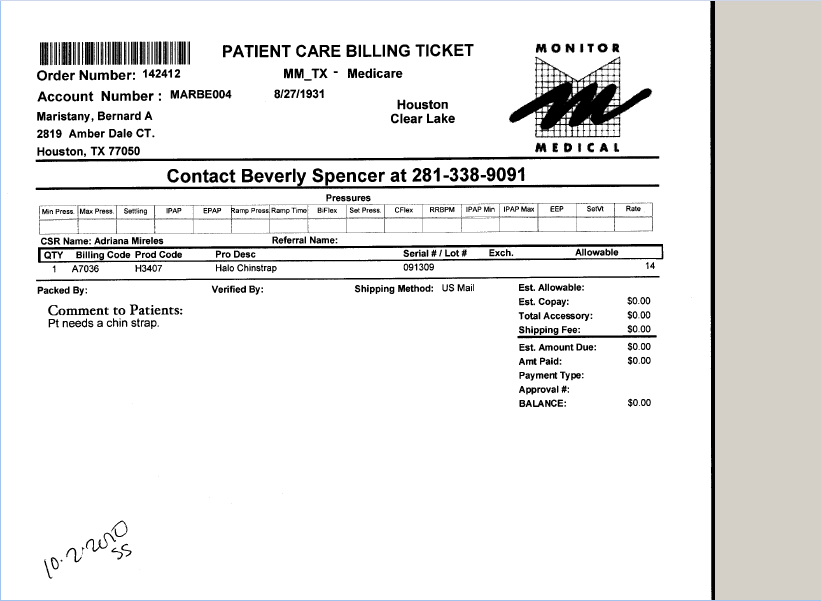 PATIENT CARE BILLING TICKET
MONITOR
MEDICAL
Order Number: 142412
MM_TX - Medicare
Account Number : MARBE004
8/27/1931
Houston
Clear Lake
Maristany, Bernard A
2819 Amber Dale CT.
Houston, TX 77050
Contact Beverly Spencer at 281-338-9091
Pressures
Min Press. Max Press. Settling IPAP EPAP Ramp Press Ramp Time BiFlex Set Press. CFlex RRBPM IPAP Min IPAP Max EEP SetVt Rate
CSR Name: Adriana Mireles Referral Name:
QTY Billing Code Prod Code Pro Desc Serial # / Lot # Exch. Allowable
1 A7036 H3407 Halo Chinstrap 091309 14
Packed By: Verified By: Shipping Method: US Mail
Comment to Patients:
Pt needs a chin strap.
Est. Allowable:
Est. Copay: $0.00
Total Accessory: $0.00
Shipping Fee: $0.00
Est. Amount Due: $0.00
Amt Paid: $0.00
Payment Type:
Approval #:
BALANCE: $0.00
10.2.2010
SS